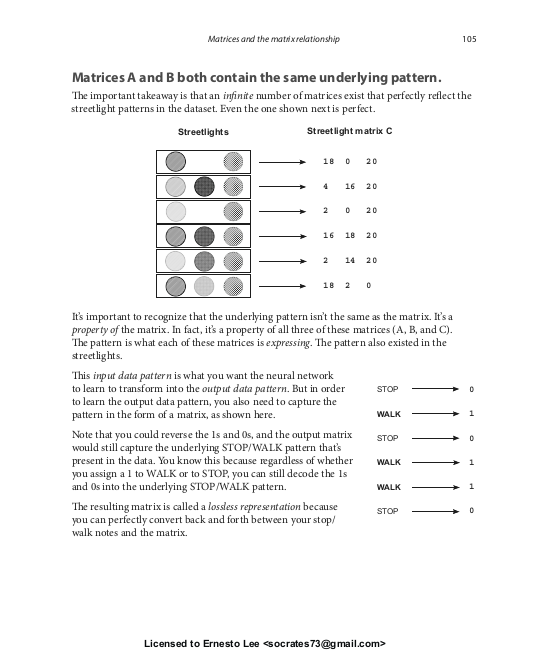 Matrices and the matrix relationship 105
Matrices A and B both contain the same underlying pattern.
The important takeaway is that an infinite number of matrices exist that perfectly reflect the
streetlight patterns in the dataset. Even the one shown next is perfect.
Streetlights Streetlight matrix C
18 0 20
4 16 20
2 0 20
16 18 20
2 14 20
18 2 0
It's important to recognize that the underlying pattern isn't the same as the matrix. It's a
property of the matrix. In fact, it's a property of all three of these matrices (A, B, and C).
The pattern is what each of these matrices is expressing. The pattern also existed in the
streetlights.
This input data pattern is what you want the neural network
to learn to transform into the output data pattern. But in order
to learn the output data pattern, you also need to capture the
pattern in the form of a matrix, as shown here.
Note that you could reverse the 1s and 0s, and the output matrix
would still capture the underlying STOP/WALK pattern that's
present in the data. You know this because regardless of whether
you assign a 1 to WALK or to STOP, you can still decode the 1s
and 0s into the underlying STOP/WALK pattern.
The resulting matrix is called a lossless representation because
you can perfectly convert back and forth between your stop/
walk notes and the matrix.
STOP 0
WALK 1
STOP 0
WALK 1
WALK 1
STOP 0
Licensed to Ernesto Lee <socrates73@gmail.com>